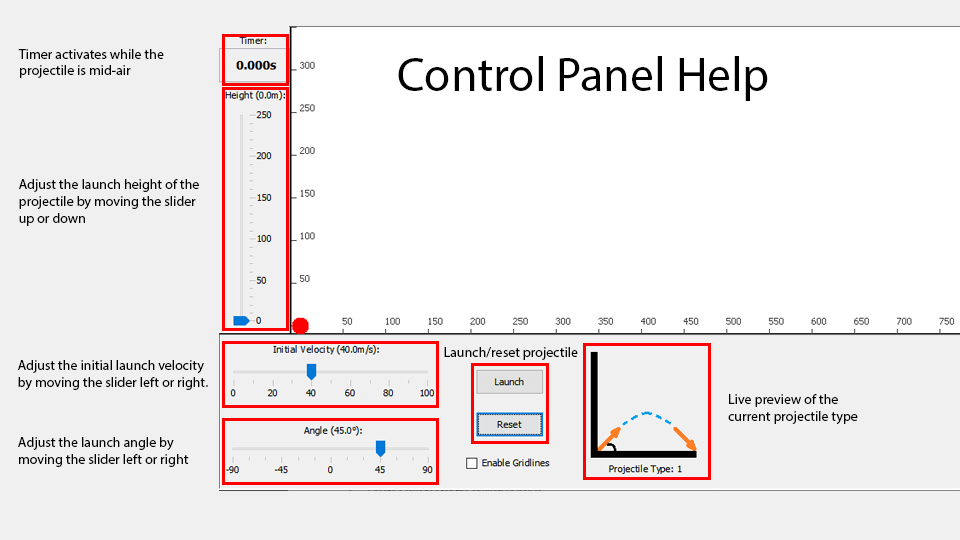 Control Panel Help
Timer activates while the
projectile is mid-air
Timer:
0.000s
Height (0.0m):
250
200
150
100
50
0
Adjust the launch height of the
projectile by moving the slider
up or down
300
250
200
150
100
50
50 100 150 200 250 300 350 400 450 500 550 600 650 700 750
Adjust the initial launch velocity
by moving the slider left or right.
Initial Velocity (40.0m/s):
0 20 40 60 80 100
Adjust the launch angle by
moving the slider left or right
Angle (45.0°):
-90 -45 0 45 90
Launch/reset projectile
Launch
Reset
Enable Gridlines
Projectile Type: 1
Live preview of the
current projectile type